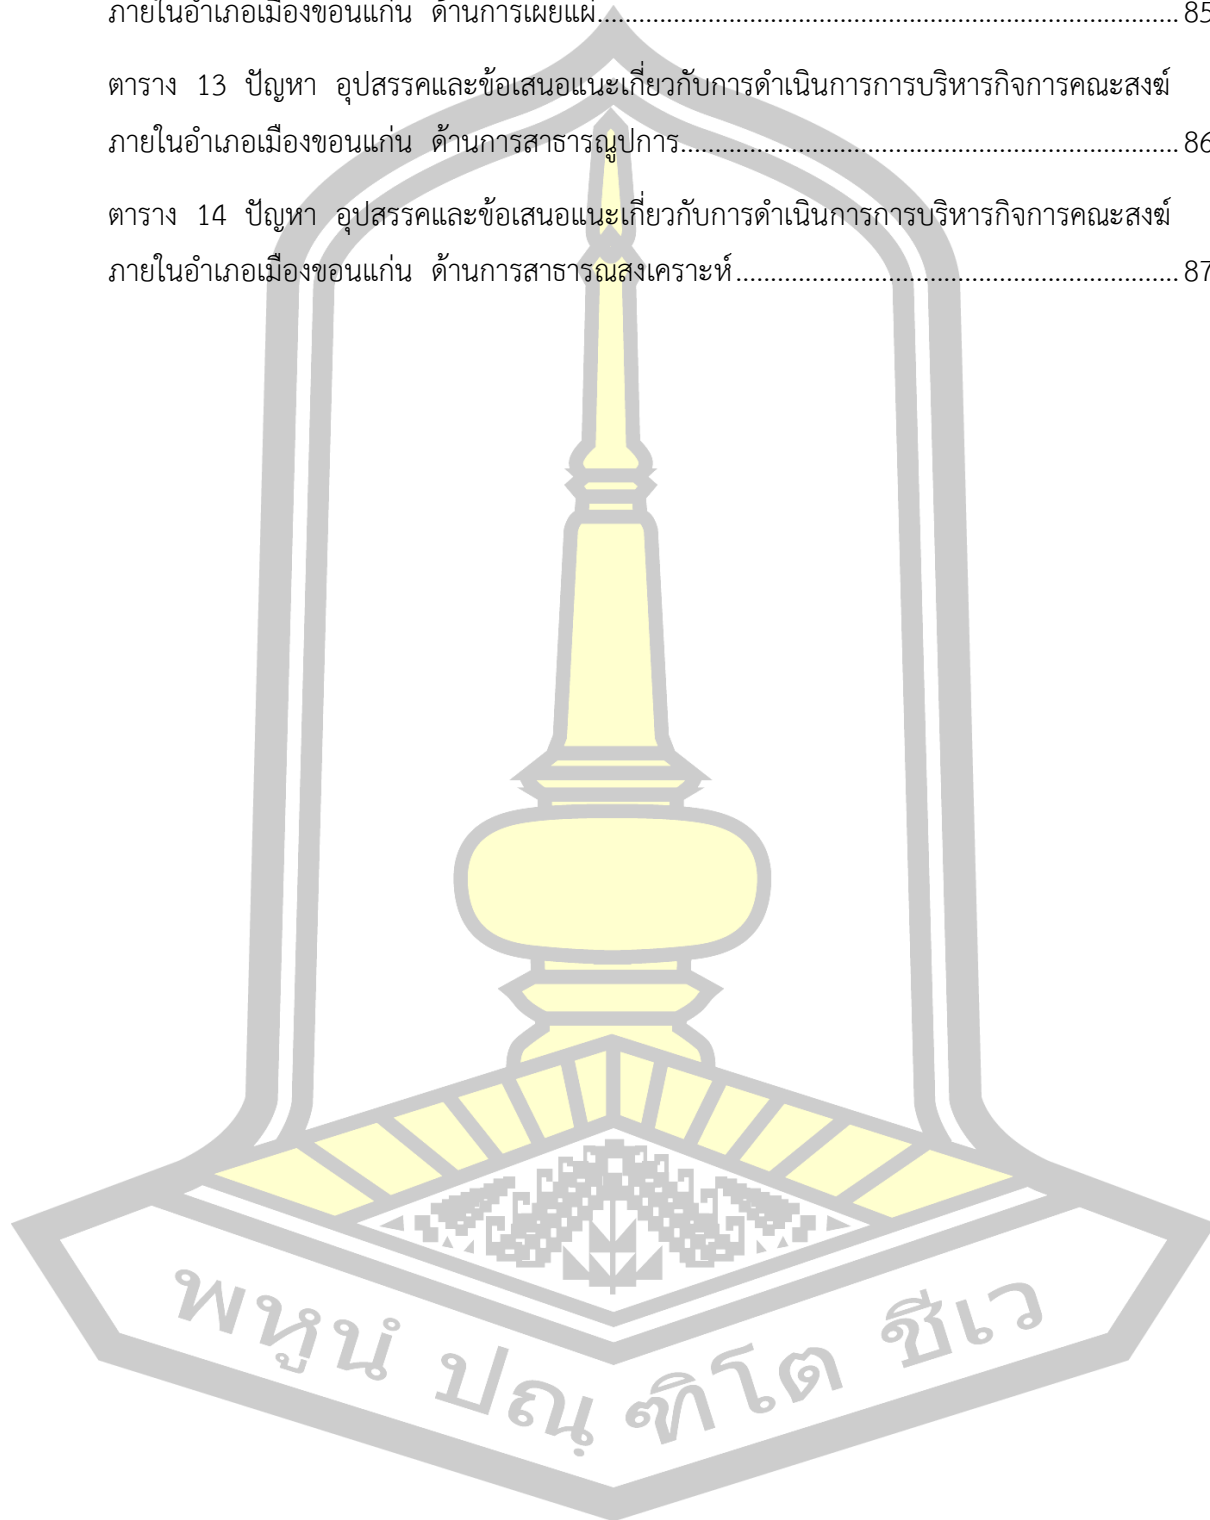 ภายในอำเภอเมืองขอนแก่น ด้านการเผยแผ่........................................................................ 85
ตาราง 13 ปัญหา อุปสรรคและข้อเสนอแนะเกี่ยวกับการดำเนินการการบริหารกิจการคณะสงฆ์
ภายในอำเภอเมืองขอนแก่น ด้านการสาธารณูปการ............................................................. 86
ตาราง 14 ปัญหา อุปสรรคและข้อเสนอแนะเกี่ยวกับการดำเนินการการบริหารกิจการคณะสงฆ์
ภายในอำเภอเมืองขอนแก่น ด้านการสาธารณสงเคราะห์...................................................... 87
พหูนํ ปณฺฑิโต ชีเว